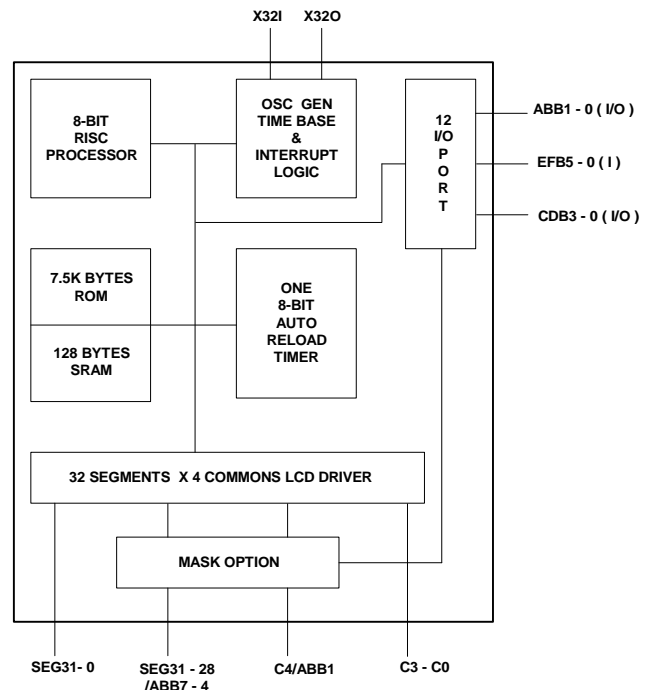 X32I X32O
8-BIT
RISC
PROCESSOR
OSC GEN
TIME BASE
&
INTERRUPT
LOGIC
12
I/O
P
O
R
T
ABB1 - 0 ( I/O )
EFB5 - 0 ( I )
CDB3 - 0 ( I/O )
7.5K BYTES
ROM
128 BYTES
SRAM
ONE
8-BIT
AUTO
RELOAD
TIMER
32 SEGMENTS X 4 COMMONS LCD DRIVER
MASK OPTION
SEG31- 0
SEG31 - 28
/ABB7 - 4
C4/ABB1
C3 - C0